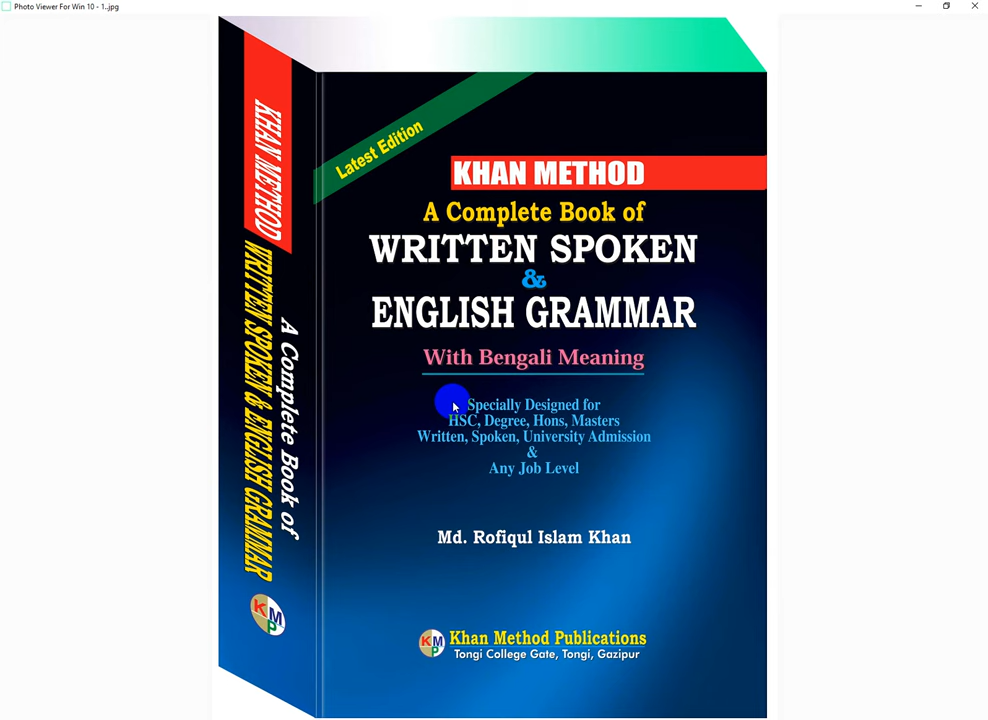 Photo Viewer For Win 10 - 1..jpg
Latest Edition
KHAN METHOD
A Complete Book of
WRITTEN SPOKEN
&
ENGLISH GRAMMAR
With Bengali Meaning
Specially Designed for
HSC, Degree, Hons, Masters
Written, Spoken, University Admission
&
Any Job Level
Md. Rofiqul Islam Khan
KMP
Khan Method Publications
Tongi College Gate, Tongi, Gazipur
KHAN METHOD
A Complete Book of
WRITTEN SPOKEN & ENGLISH GRAMMAR
KMP